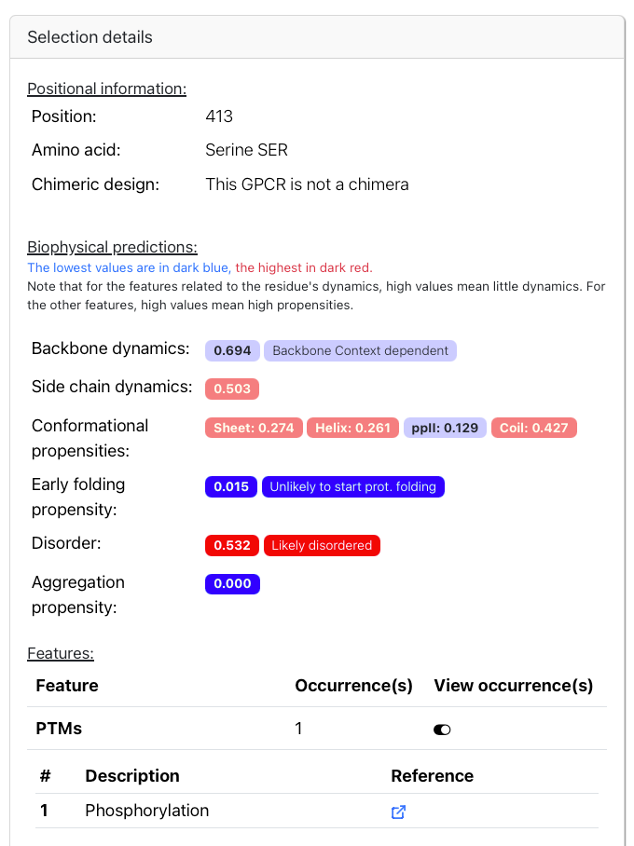 Selection details
Positional information:
Position: 413
Amino acid: Serine SER
Chimeric design: This GPCR is not a chimera
Biophysical predictions:
The lowest values are in dark blue, the highest in dark red.
Note that for the features related to the residue's dynamics, high values mean little dynamics. For
the other features, high values mean high propensities.
Backbone dynamics: 0.694 Backbone Context dependent
Side chain dynamics: 0.503
Conformational Sheet: 0.274 Helix: 0.261 ppII: 0.129 Coil: 0.427
propensities:
Early folding 0.015 Unlikely to start prot. folding
propensity:
Disorder: 0.532 Likely disordered
Aggregation 0.000
propensity:
Features:
Feature Occurrence(s) View occurrence(s)
PTMs 1
# Description Reference
1 Phosphorylation